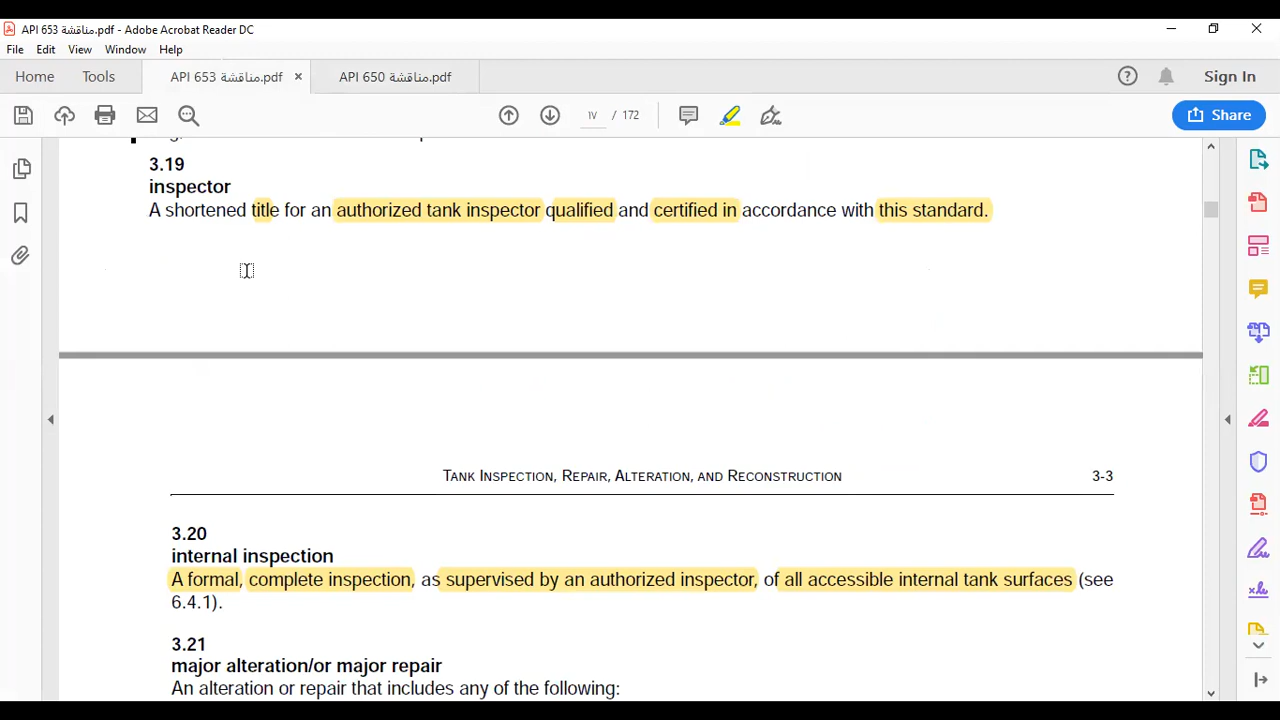 API 653 مناقشة.pdf - Adobe Acrobat Reader DC
File Edit View Window Help
Home Tools API 653 مناقشة.pdf × API 650 مناقشة.pdf ? Sign In
IV / 172 Share
3.19
inspector
A shortened title for an authorized tank inspector qualified and certified in accordance with this standard.
TANK INSPECTION, REPAIR, ALTERATION, AND RECONSTRUCTION 3-3
3.20
internal inspection
A formal, complete inspection, as supervised by an authorized inspector, of all accessible internal tank surfaces (see
6.4.1).
3.21
major alteration/or major repair
An alteration or repair that includes any of the following: